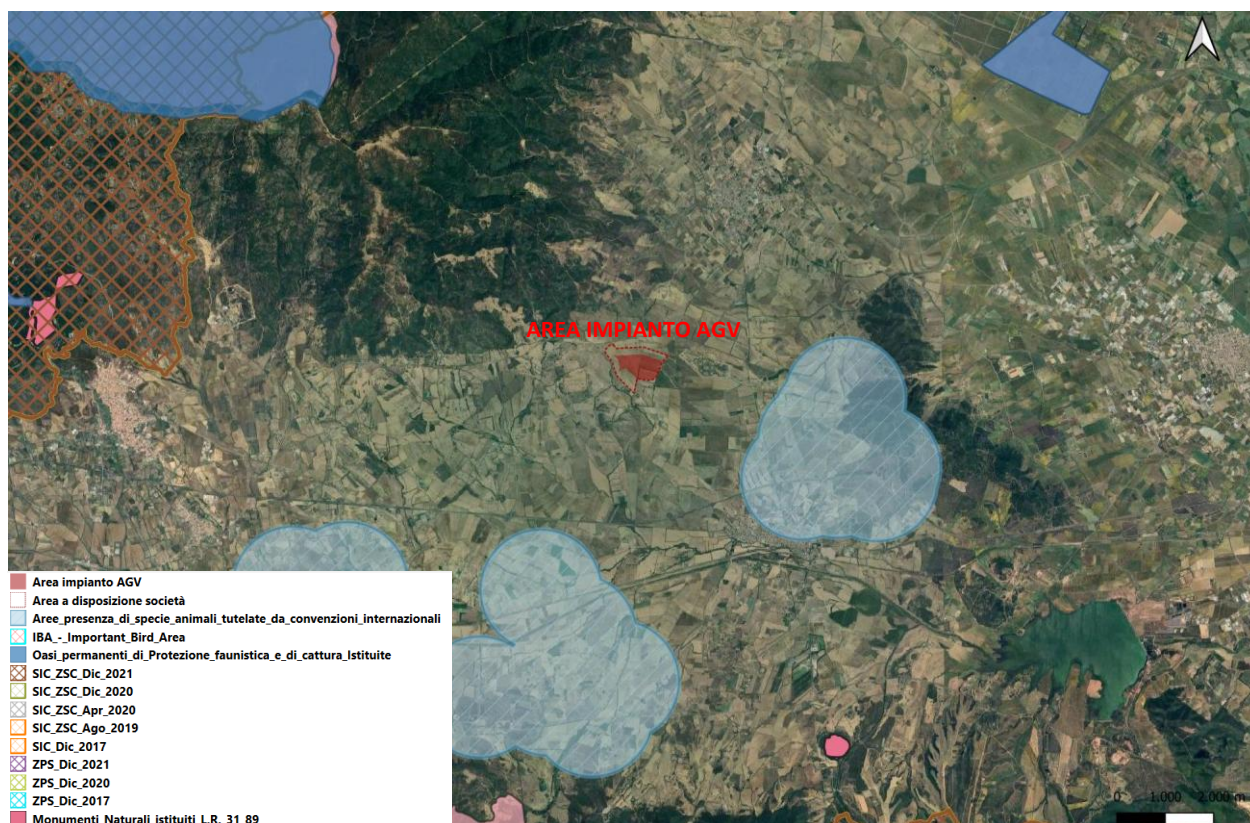 AREA IMPIANTO AGV
Area impianto AGV
Area a disposizione società
Aree_presenza_di_specie_animali_tutelate_da_convenzioni_internazionali
IBA_-_Important_Bird_Area
Oasi_permanenti_di_Protezione_faunistica_e_di_cattura_Istituite
SIC_ZSC_Dic_2021
SIC_ZSC_Dic_2020
SIC_ZSC_Apr_2020
SIC_ZSC_Ago_2019
SIC_Dic_2017
ZPS_Dic_2021
ZPS_Dic_2020
ZPS_Dic_2017
Monumenti_Naturali_istituiti_L.R._31_89
0 1.000 2.000 m